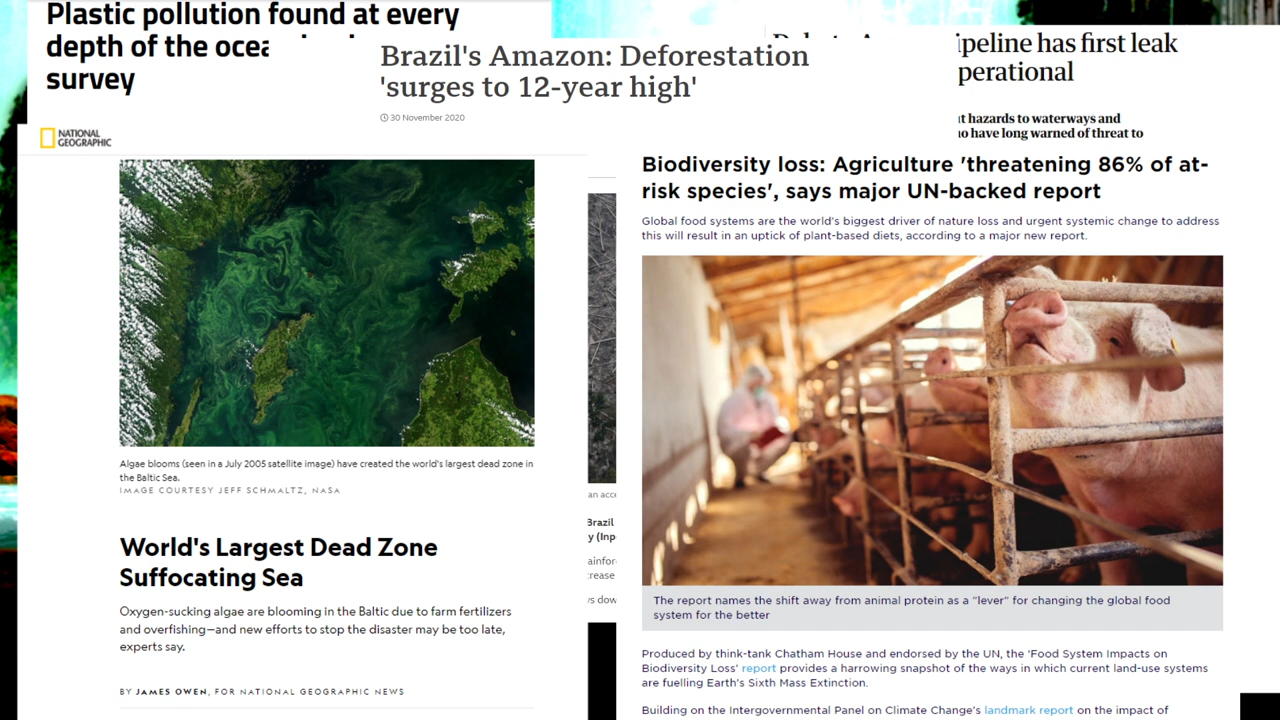 Plastic pollution found at every
depth of the
survey
Brazil's Amazon: Deforestation
'surges to 12-year high'
30 November 2020
has first leak
perational
hazards to waterways and
have long warned of threat to
NATIONAL
GEOGRAPHIC
Algae blooms (seen in a July 2005 satellite image) have created the world's largest dead zone in
the Baltic Sea.
IMAGE COURTESY JEFF SCHMALTZ, NASA
World's Largest Dead Zone
Suffocating Sea
Oxygen-sucking algae are blooming in the Baltic due to farm fertilizers
and overfishing—and new efforts to stop the disaster may be too late,
experts say.
BY JAMES OWEN, FOR NATIONAL GEOGRAPHIC NEWS
Brazil
Biodiversity loss: Agriculture 'threatening 86% of at-
risk species', says major UN-backed report
Global food systems are the world's biggest driver of nature loss and urgent systemic change to address
this will result in an uptick of plant-based diets, according to a major new report.
The report names the shift away from animal protein as a "lever" for changing the global food
system for the better
Produced by think-tank Chatham House and endorsed by the UN, the 'Food System Impacts on
Biodiversity Loss' report provides a harrowing snapshot of the ways in which current land-use systems
are fuelling Earth's Sixth Mass Extinction.
Building on the Intergovernmental Panel on Climate Change's landmark report on the impact of